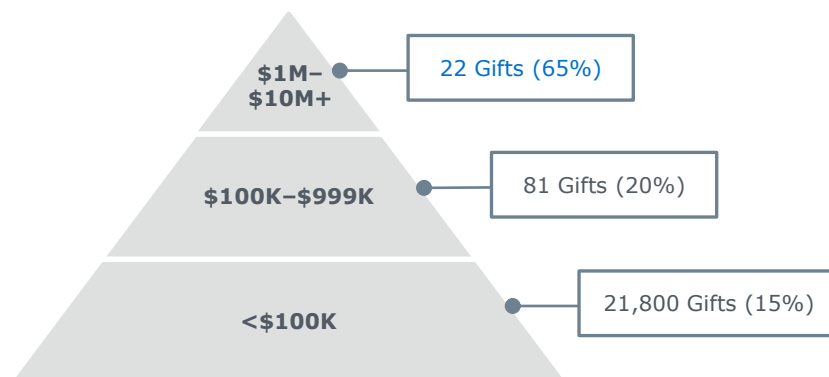 $1M–
$10M+
22 Gifts (65%)
$100K–$999K
81 Gifts (20%)
<$100K
21,800 Gifts (15%)